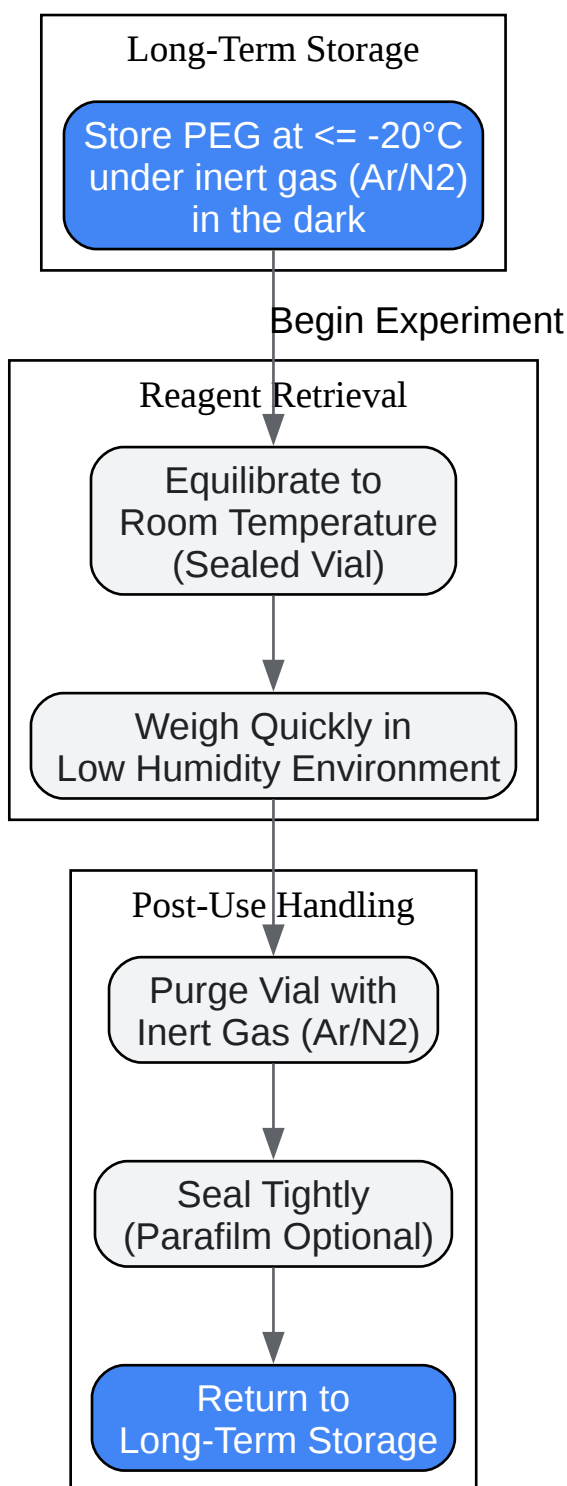 Long-Term Storage
Store PEG at <= -20°C
under inert gas (Ar/N2)
in the dark
Begin Experiment
Reagent Retrieval
Equilibrate to
Room Temperature
(Sealed Vial)
Weigh Quickly in
Low Humidity Environment
Post-Use Handling
Purge Vial with
Inert Gas (Ar/N2)
Seal Tightly
(Parafilm Optional)
Return to
Long-Term Storage